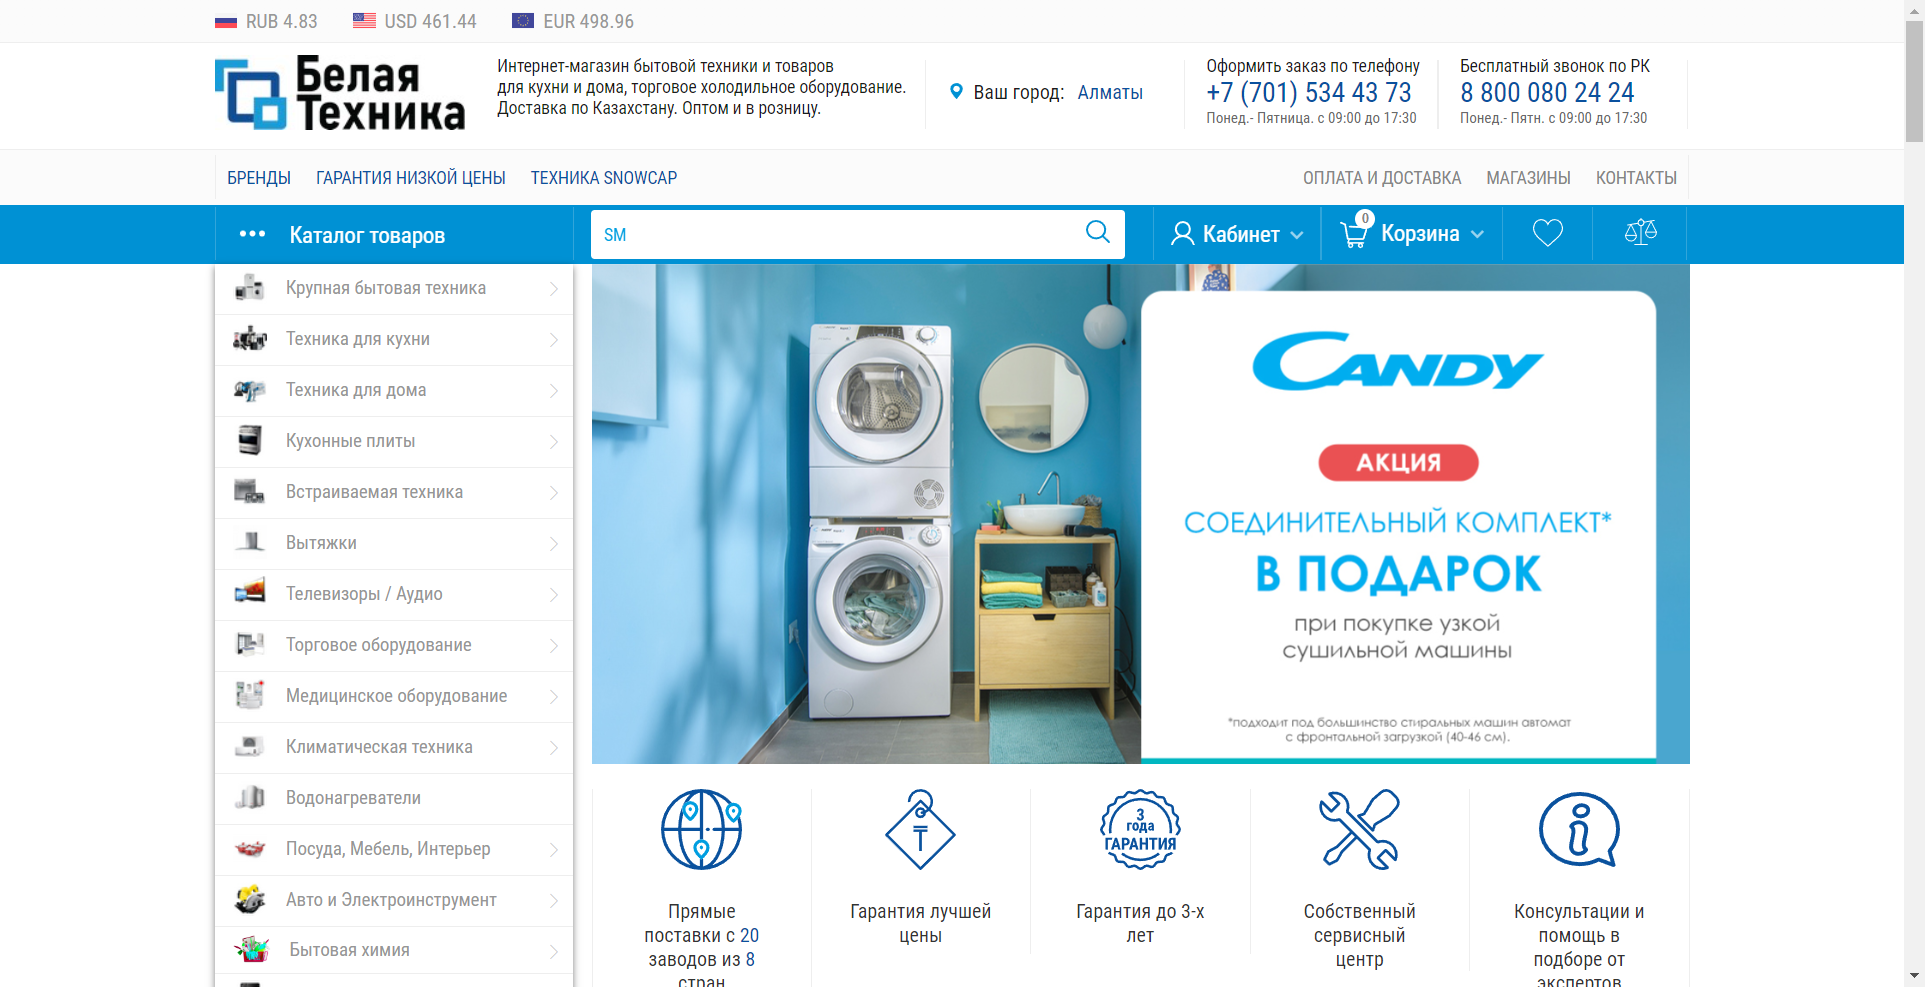 RUB 4.83
USD 461.44
EUR 498.96
Белая
Техника
Интернет-магазин бытовой техники и товаров
для кухни и дома, торговое холодильное оборудование.
Доставка по Казахстану. Оптом и в розницу.
Ваш город: Алматы
Оформить заказ по телефону
+7 (701) 534 43 73
Понед.- Пятница. с 09:00 до 17:30
Бесплатный звонок по РК
8 800 080 24 24
Понед.- Пятн. с 09:00 до 17:30
БРЕНДЫ
ГАРАНТИЯ НИЗКОЙ ЦЕНЫ
ТЕХНИКА SNOWCAP
ОПЛАТА И ДОСТАВКА
МАГАЗИНЫ
КОНТАКТЫ
Каталог товаров
SM
Кабинет
0
Корзина
Крупная бытовая техника
Техника для кухни
Техника для дома
Кухонные плиты
Встраиваемая техника
Вытяжки
Телевизоры / Аудио
Торговое оборудование
Медицинское оборудование
Климатическая техника
Водонагреватели
Посуда, Мебель, Интерьер
Авто и Электроинструмент
Бытовая химия
CANDY
АКЦИЯ
СОЕДИНИТЕЛЬНЫЙ КОМПЛЕКТ*
В ПОДАРОК
при покупке узкой
сушильной машины
*подходит под большинство стиральных машин автомат
с фронтальной загрузкой (40-46 см).
Прямые
поставки с 20
заводов из 8
стран
₸
Гарантия лучшей
цены
3
года
ГАРАНТИЯ
Гарантия до 3-х
лет
Собственный
сервисный
центр
Консультации и
помощь в
подборе от
экспертов